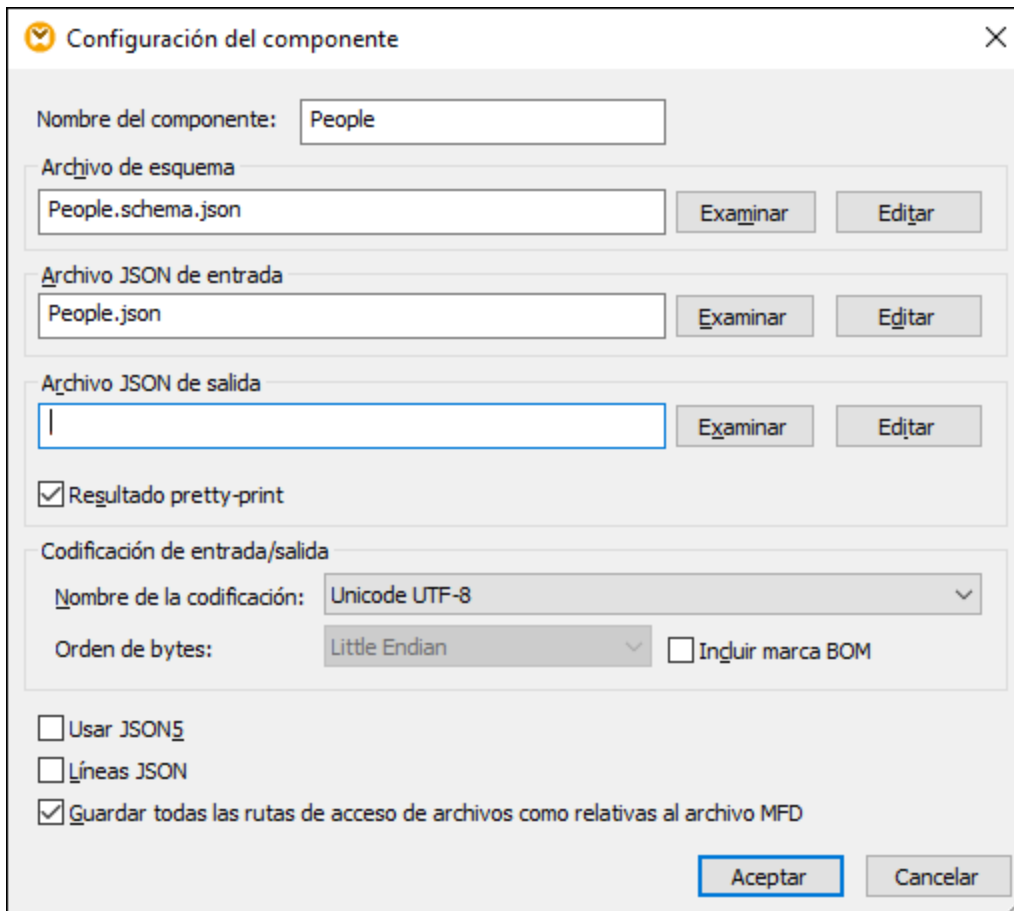 Configuración del componente
Nombre del componente: People
Archivo de esquema
People.schema.json Examinar Editar
Archivo JSON de entrada
People.json Examinar Editar
Archivo JSON de salida
Examinar Editar
Resultado pretty-print
Codificación de entrada/salida
Nombre de la codificación: Unicode UTF-8
Orden de bytes: Little Endian Incluir marca BOM
Usar JSON5
Líneas JSON
Guardar todas las rutas de acceso de archivos como relativas al archivo MFD
Aceptar Cancelar